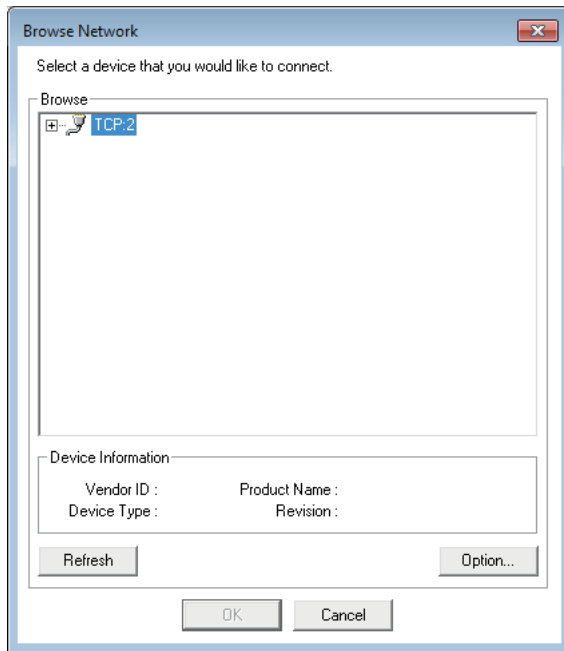 Browse Network
Select a device that you would like to connect.
Browse
TCP:2
Device Information
Vendor ID : Product Name :
Device Type : Revision :
Refresh Option...
OK Cancel